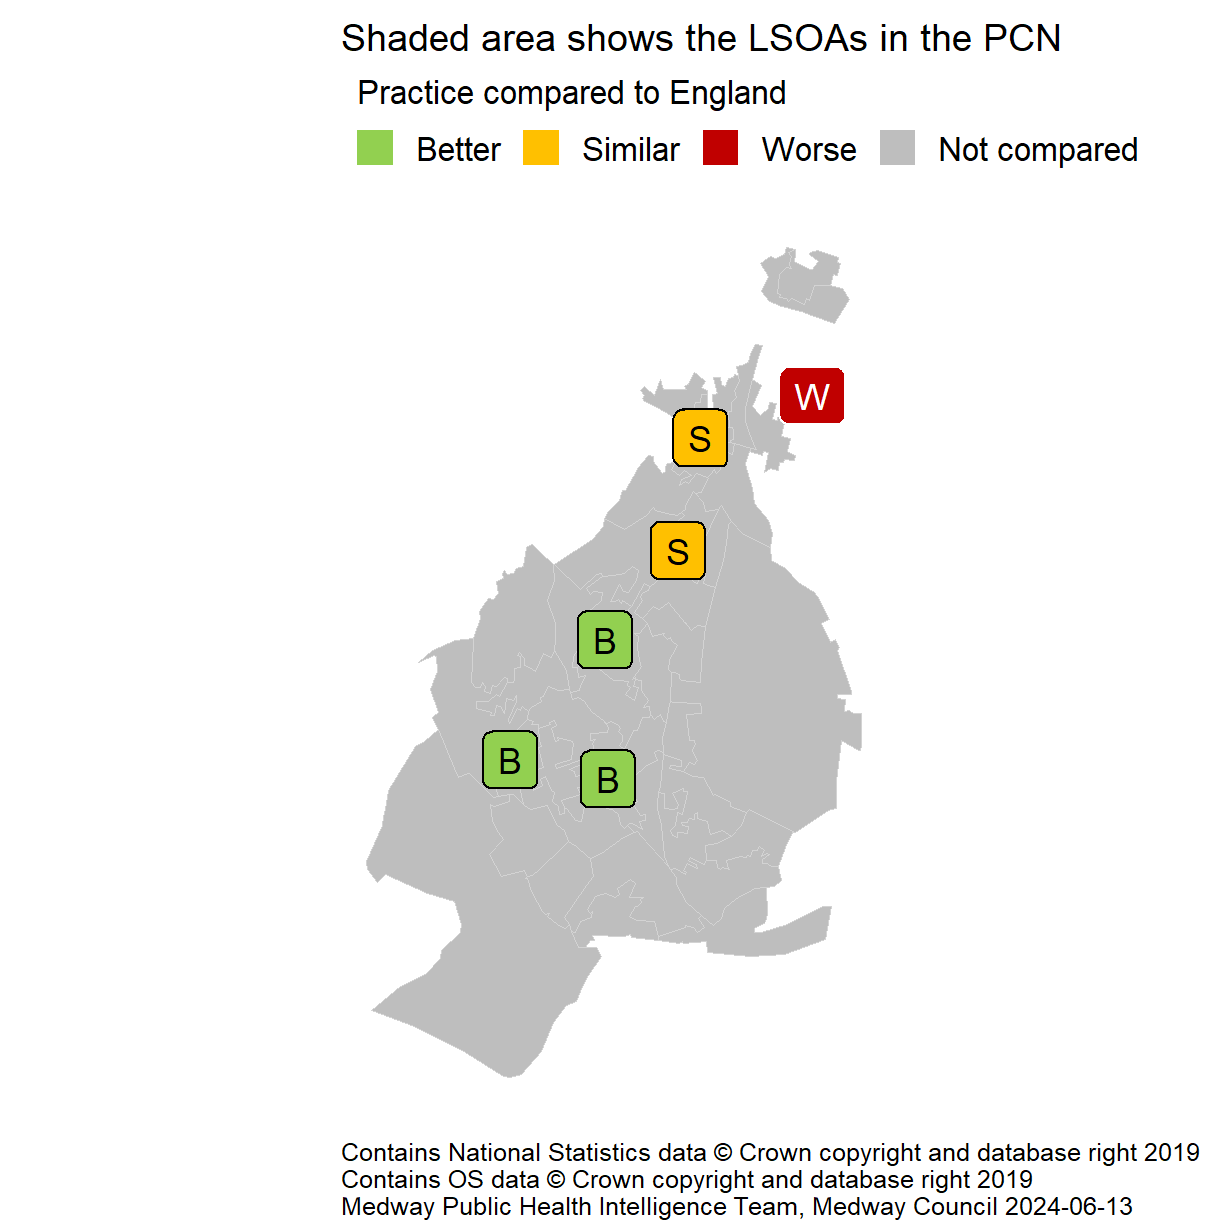 Shaded area shows the LSOAs in the PCN
Practice compared to England
Better Similar Worse Not compared
W
S
S
B
B
B
Contains National Statistics data © Crown copyright and database right 2019
Contains OS data © Crown copyright and database right 2019
Medway Public Health Intelligence Team, Medway Council 2024-06-13